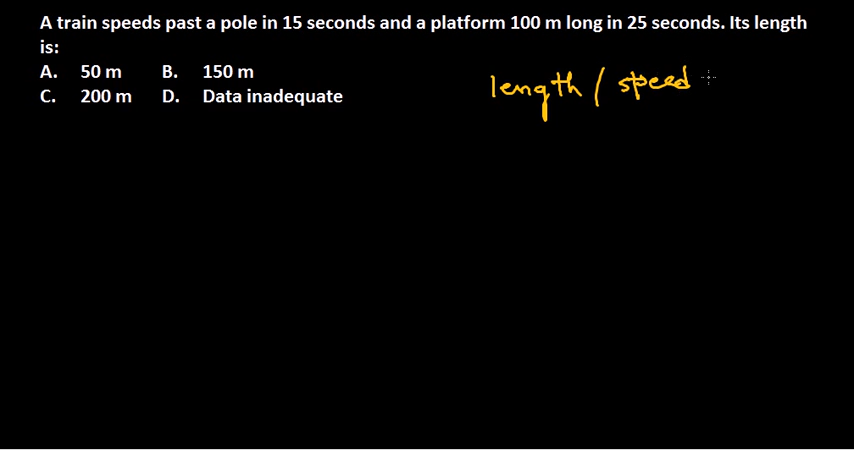 A train speeds past a pole in 15 seconds and a platform 100 m long in 25 seconds. Its length
is:
A. 50 m B. 150 m
C. 200 m D. Data inadequate
length / speed